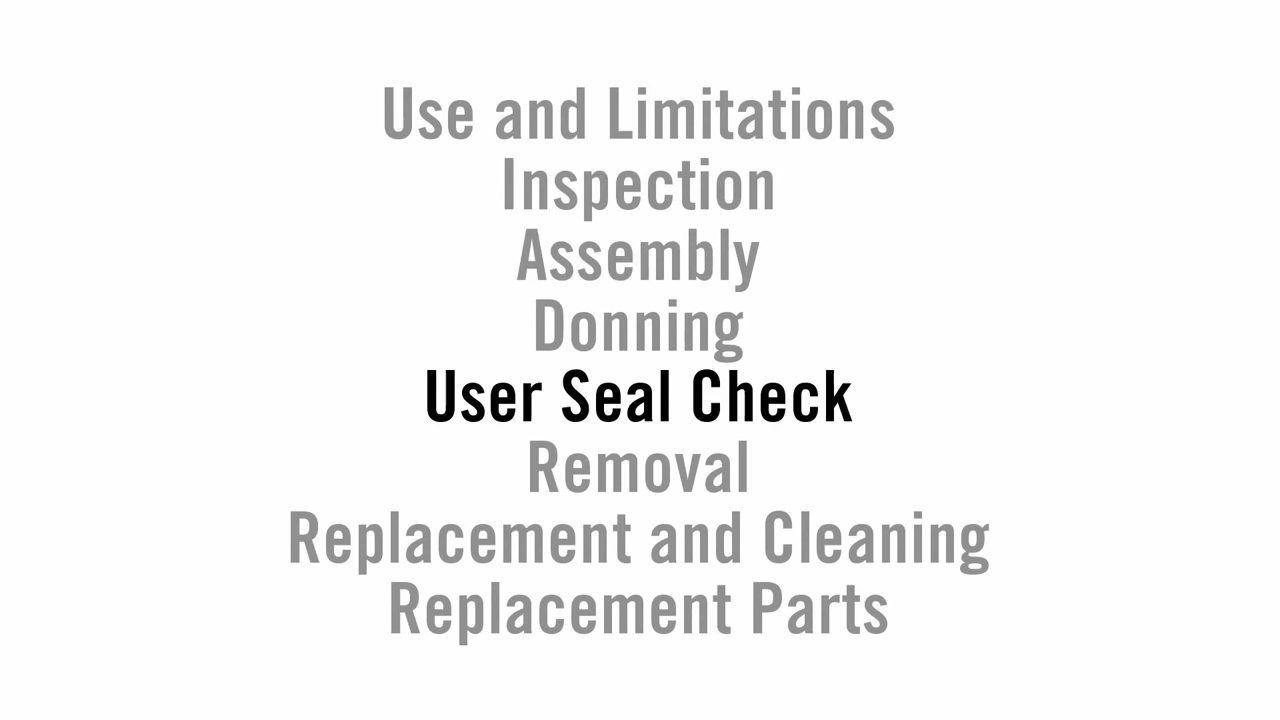 Use and Limitations
Inspection
Assembly
Donning
User Seal Check
Removal
Replacement and Cleaning
Replacement Parts